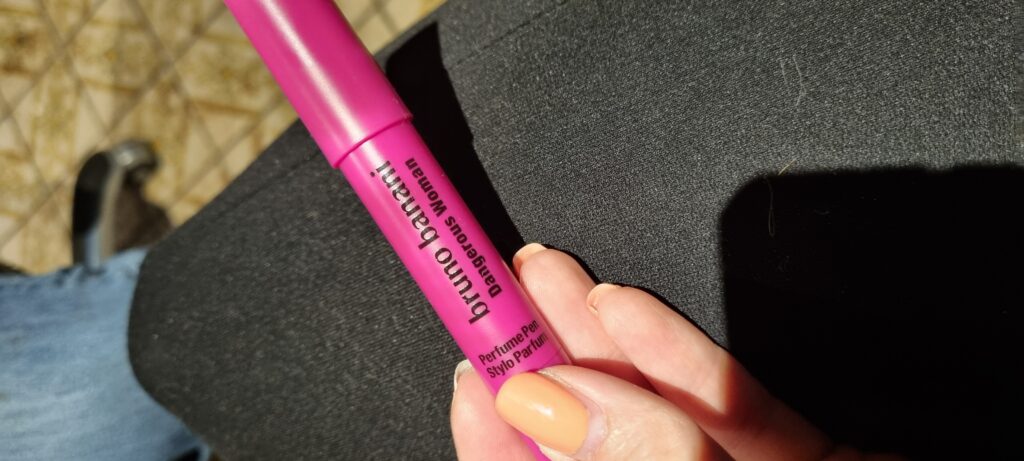 bruno banani
Dangerous Woman
Perfume Pen
Stylo Parfum